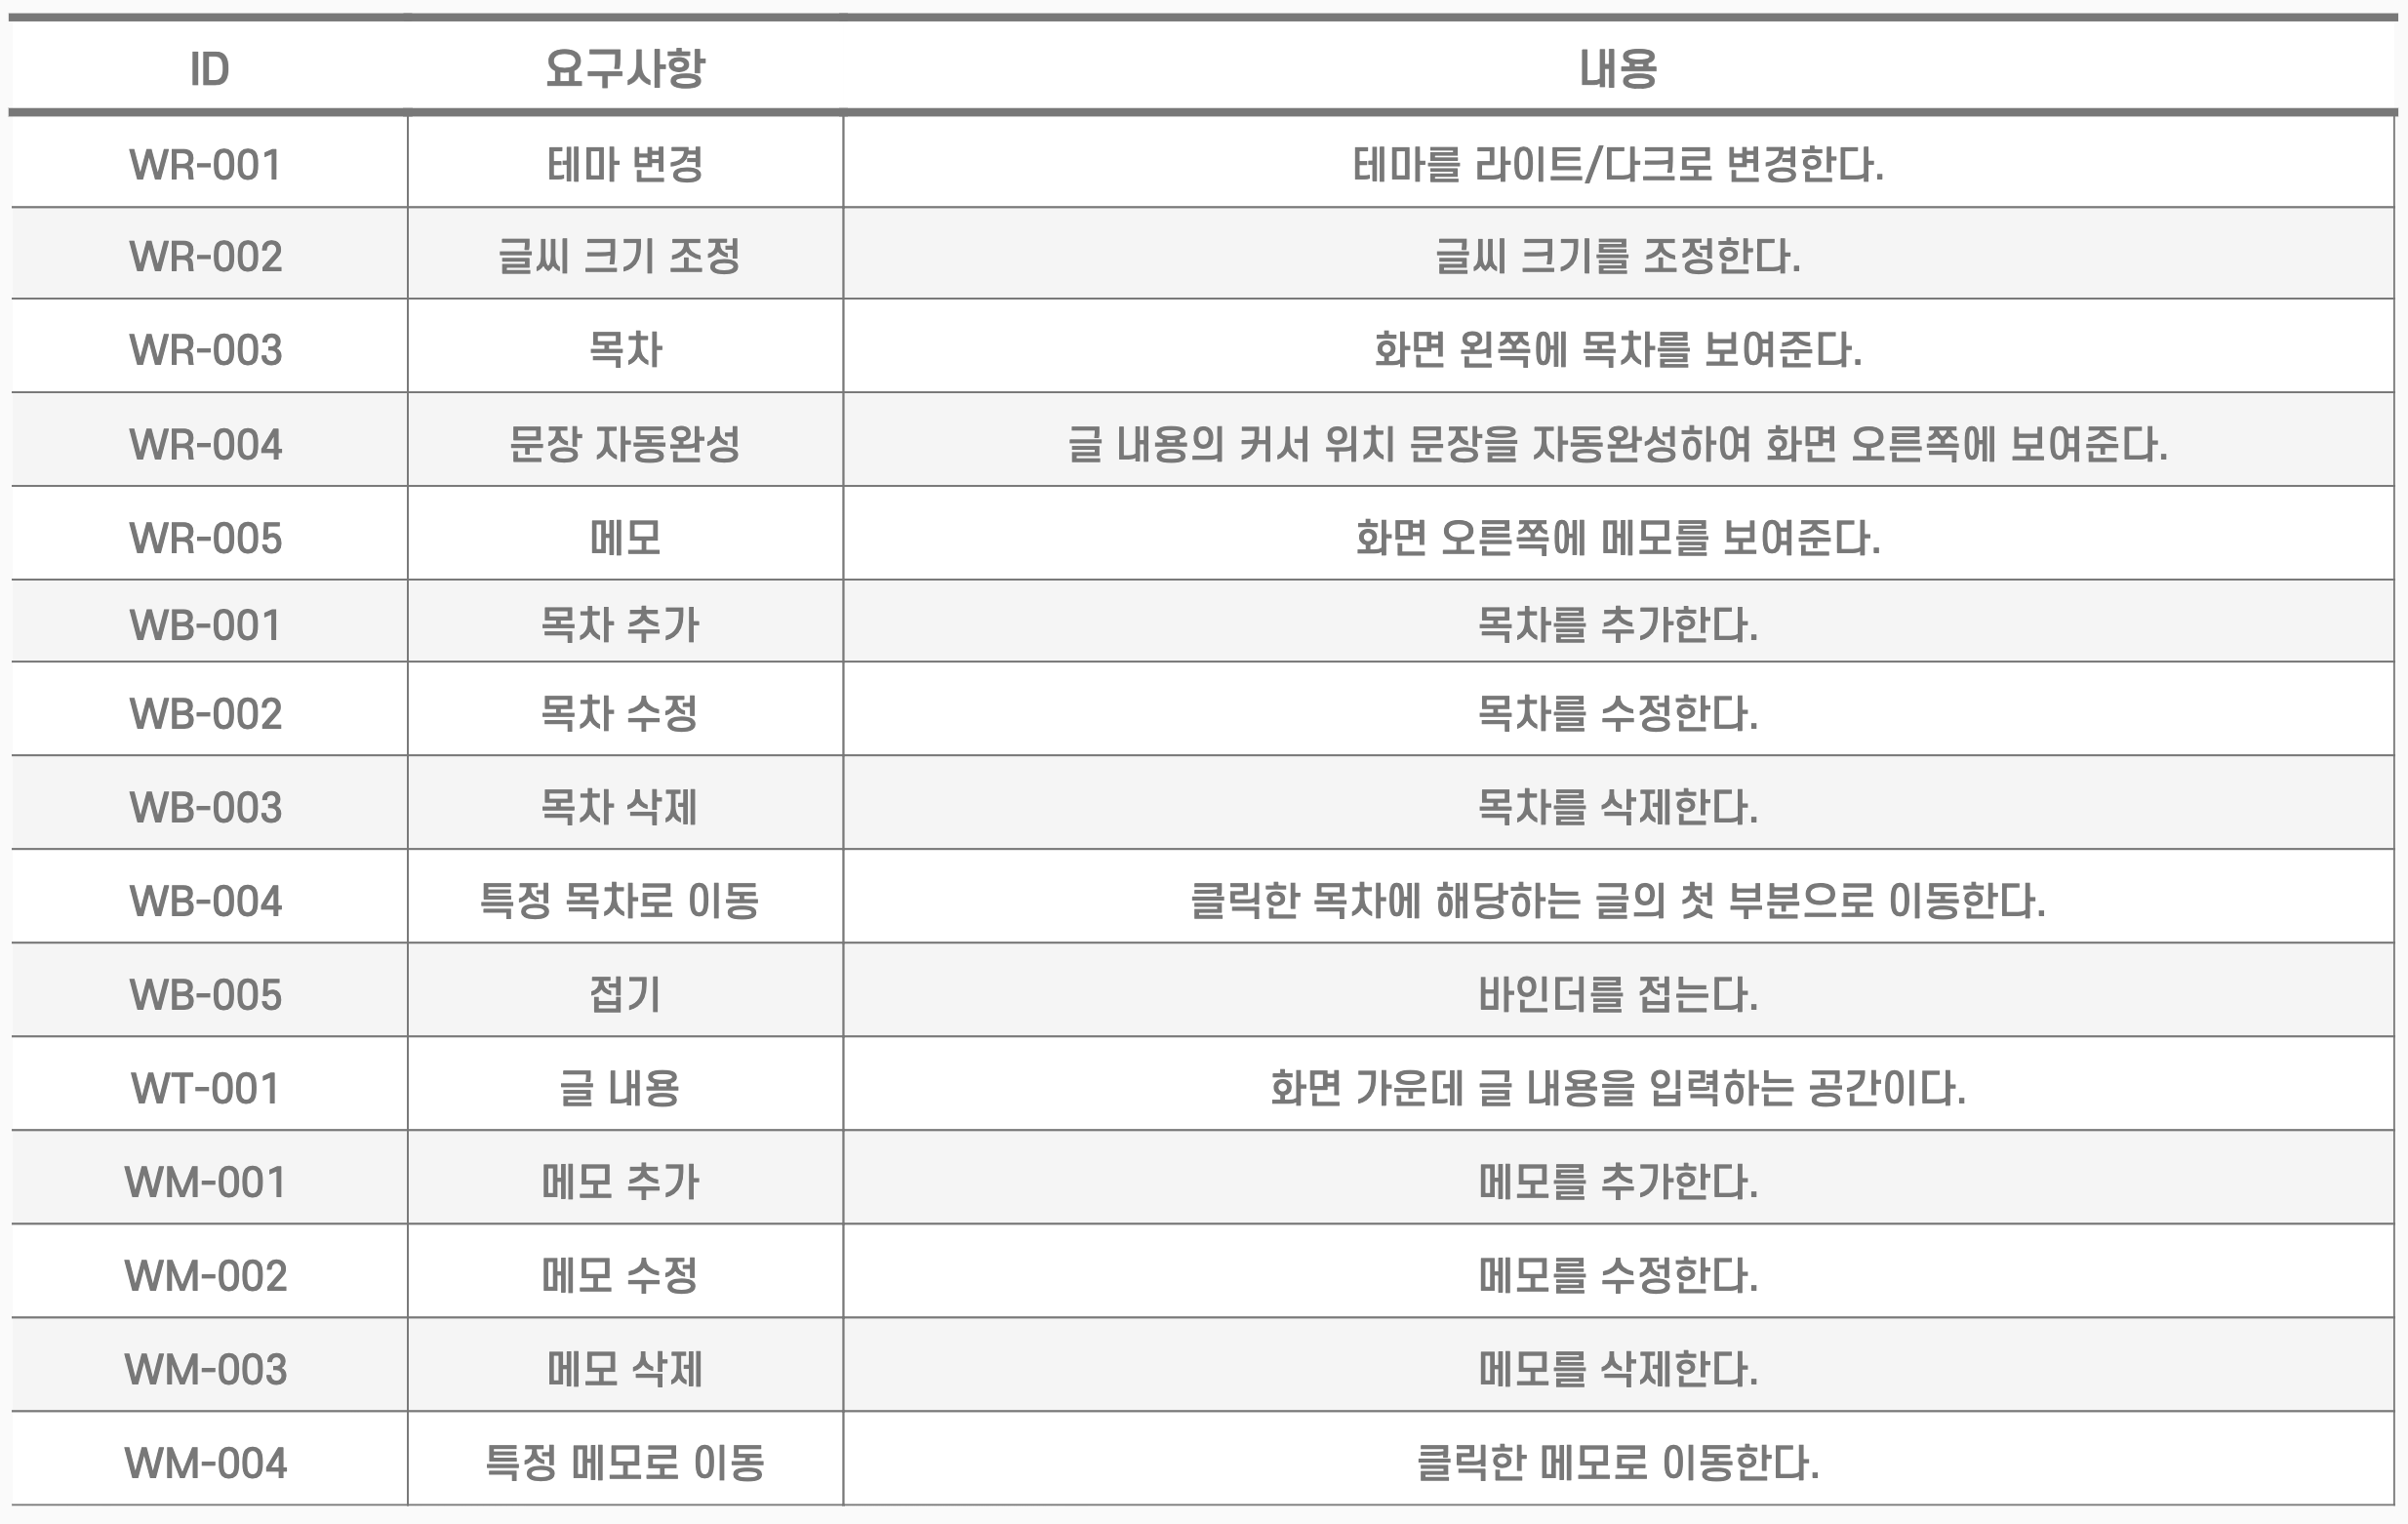 ID 요구사항 내용
WR-001 테마 변경 테마를 라이트/다크로 변경한다.
WR-002 글씨 크기 조정 글씨 크기를 조정한다.
WR-003 목차 화면 왼쪽에 목차를 보여준다.
WR-004 문장 자동완성 글 내용의 커서 위치 문장을 자동완성하여 화면 오른쪽에 보여준다.
WR-005 메모 화면 오른쪽에 메모를 보여준다.
WB-001 목차 추가 목차를 추가한다.
WB-002 목차 수정 목차를 수정한다.
WB-003 목차 삭제 목차를 삭제한다.
WB-004 특정 목차로 이동 클릭한 목차에 해당하는 글의 첫 부분으로 이동한다.
WB-005 접기 바인더를 접는다.
WT-001 글 내용 화면 가운데 글 내용을 입력하는 공간이다.
WM-001 메모 추가 메모를 추가한다.
WM-002 메모 수정 메모를 수정한다.
WM-003 메모 삭제 메모를 삭제한다.
WM-004 특정 메모로 이동 클릭한 메모로 이동한다.